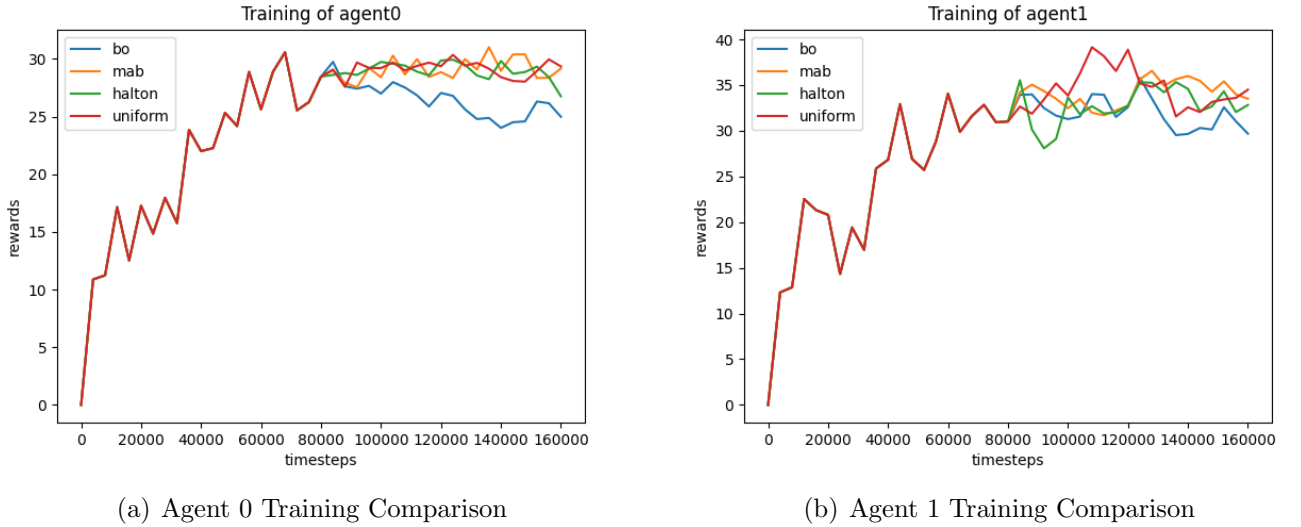 Training of agent0
bo
mab
halton
uniform
30
25
20
15
10
5
0
rewards
0 20000 40000 60000 80000 100000 120000 140000 160000
timesteps
(a) Agent 0 Training Comparison
Training of agent1
bo
mab
halton
uniform
40
35
30
25
20
15
10
5
0
rewards
0 20000 40000 60000 80000 100000 120000 140000 160000
timesteps
(b) Agent 1 Training Comparison